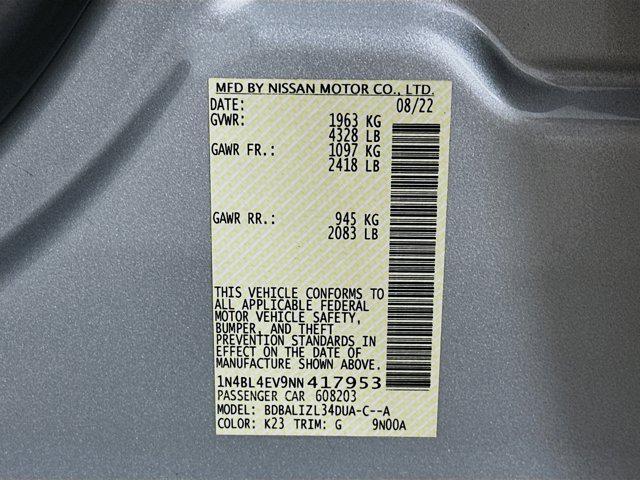 MFD BY NISSAN MOTOR CO., LTD.
DATE: 08/22
GVWR: 1963 KG
4328 LB
GAWR FR.: 1097 KG
2418 LB
GAWR RR.: 945 KG
2083 LB
THIS VEHICLE CONFORMS TO
ALL APPLICABLE FEDERAL
MOTOR VEHICLE SAFETY,
BUMPER, AND THEFT
PREVENTION STANDARDS IN
EFFECT ON THE DATE OF
MANUFACTURE SHOWN ABOVE.
1N4BL4EV9NN 417953
PASSENGER CAR 608203
MODEL: BDBALIZL34DUA-C--A
COLOR: K23 TRIM: G 9N00A